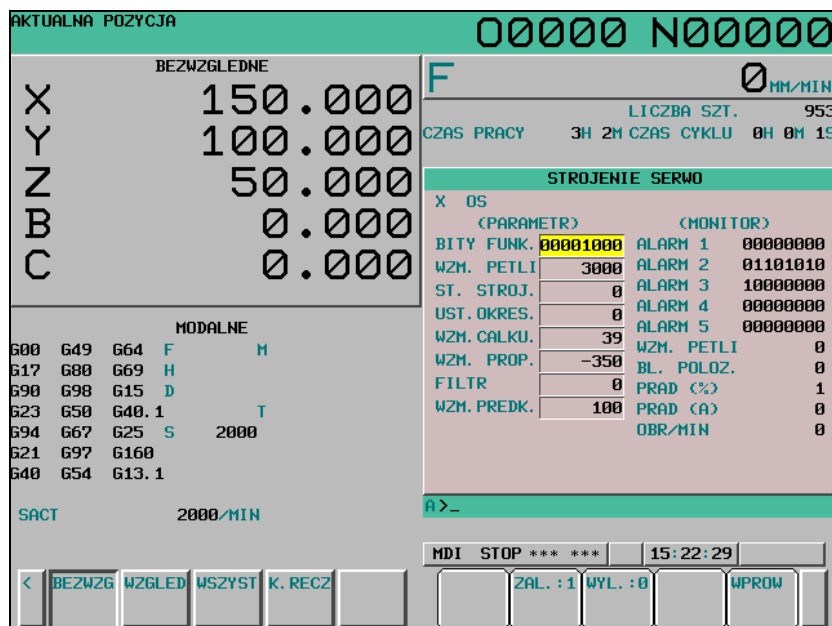 AKTUALNA POZYCJA
O0000 N00000
BEZWZGLEDNE
X 150.000
Y 100.000
Z 50.000
B 0.000
C 0.000
F 0 MM/MIN
LICZBA SZT. 953
CZAS PRACY 3H 2M CZAS CYKLU 0H 0M 1S
STROJENIE SERWO
X OS
(PARAMETR) (MONITOR)
BITY FUNK. 00001000 ALARM 1 00000000
WZM. PETLI 3000 ALARM 2 01101010
ST. STROJ. 0 ALARM 3 10000000
UST.OKRES. 0 ALARM 4 00000000
WZM.CALKU. 39 ALARM 5 00000000
WZM. PROP. -350 WZM. PETLI 0
FILTR 0 BL. POLOZ. 0
WZM.PREDK. 100 PRAD (%) 1
PRAD (A) 0
OBR/MIN 0
MODALNE
G00 G49 G64 F M
G17 G80 G69 H
G90 G98 G15 D
G23 G50 G40.1 T
G94 G67 G25 S 2000
G21 G97 G160
G40 G54 G13.1
SACT 2000/MIN
A>_
MDI STOP *** *** 15:22:29
< BEZWZG WZGLED WSZYST K.RECZ ZAL.:1 WYL.:0 WPROW